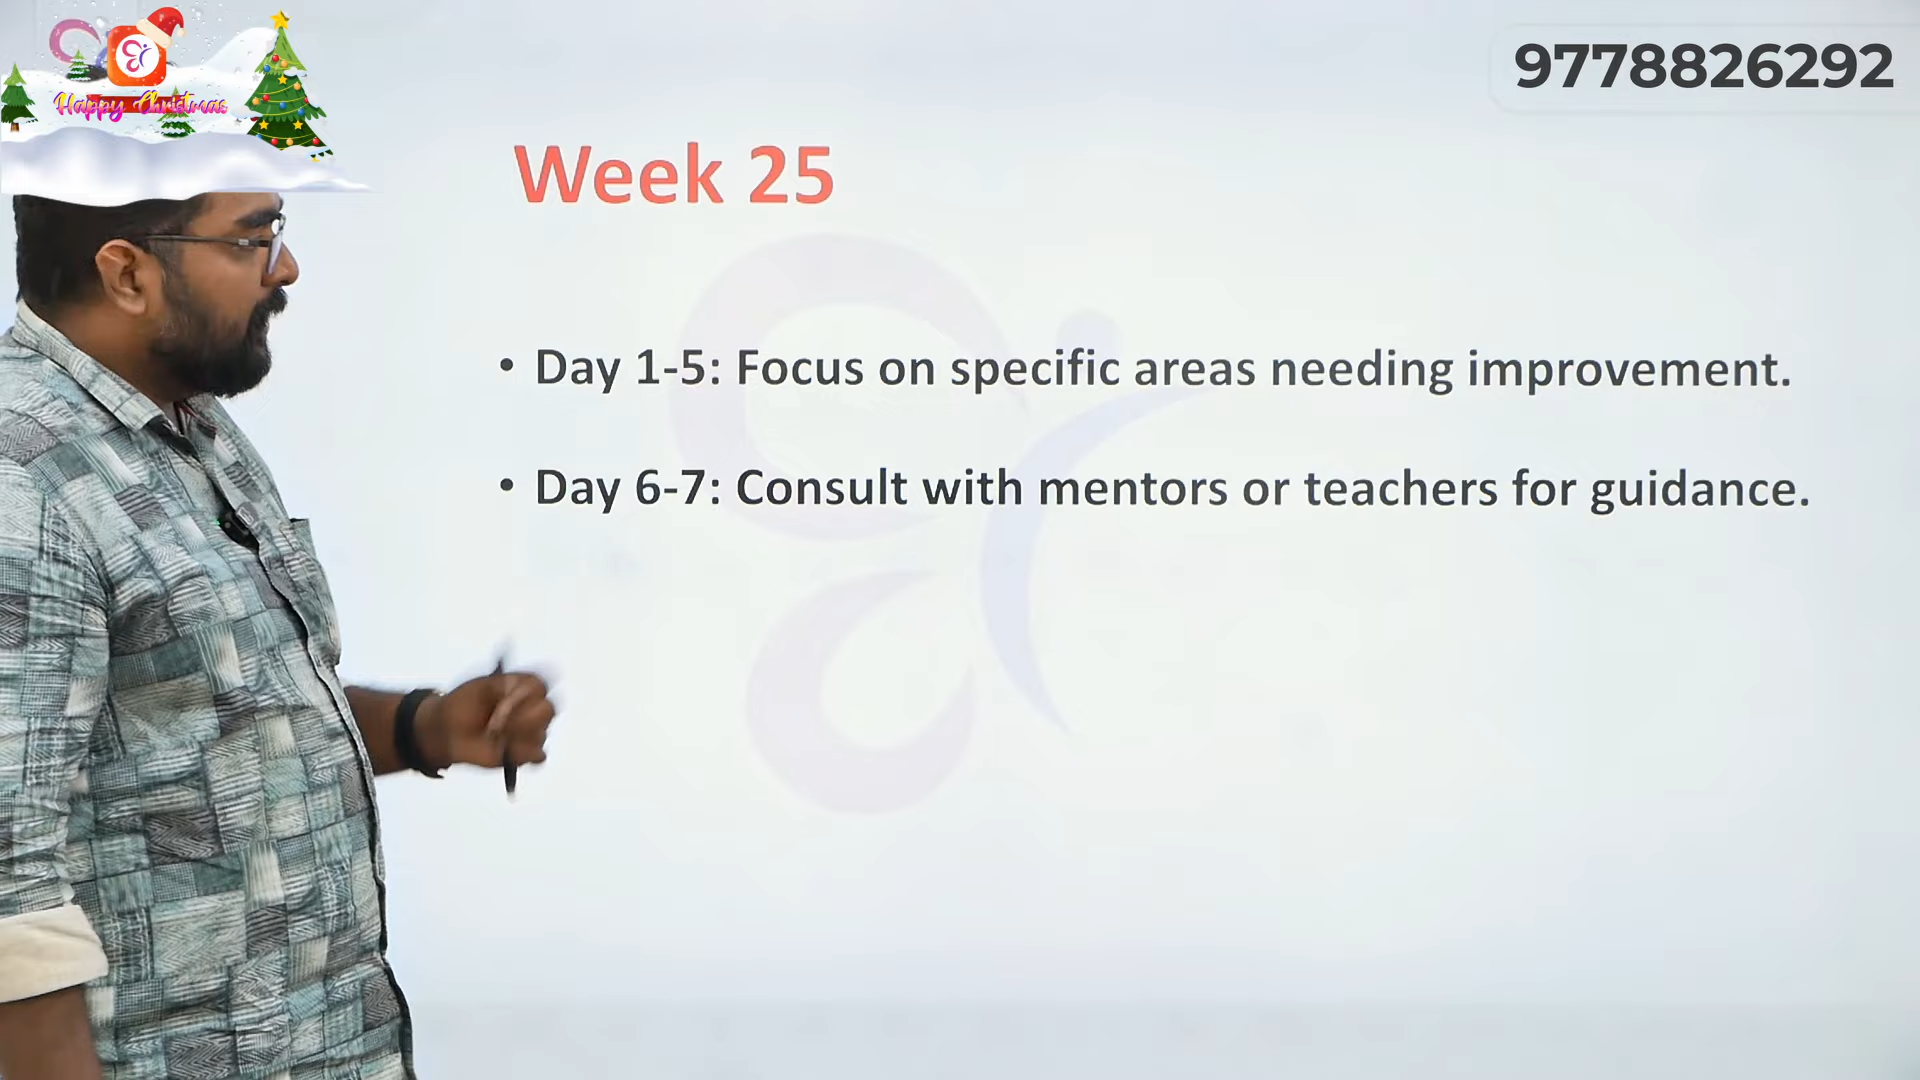 9778826292
Happy Christmas
Week 25
• Day 1-5: Focus on specific areas needing improvement.
• Day 6-7: Consult with mentors or teachers for guidance.